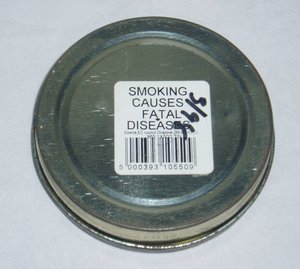 SMOKING
CAUSES
FATAL
DISEASES
5 000393 105509